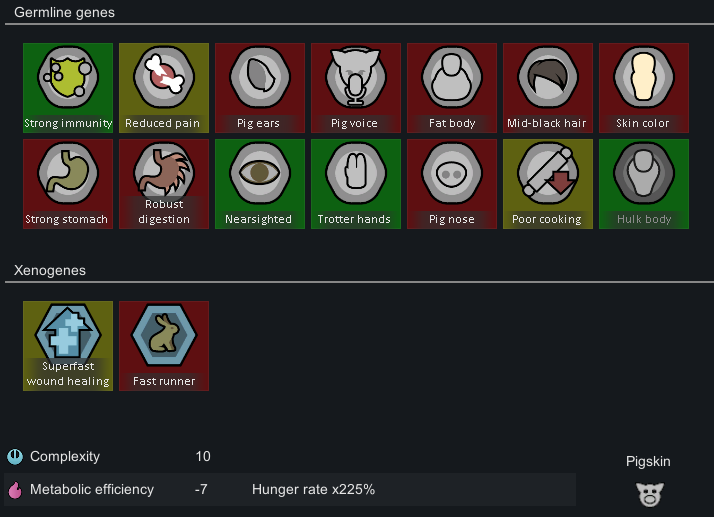 Germline genes
Strong immunity
Reduced pain
Pig ears
Pig voice
Fat body
Mid-black hair
Skin color
Strong stomach
Robust
digestion
Nearsighted
Trotter hands
Pig nose
Poor cooking
Hulk body
Xenogenes
Superfast
wound healing
Fast runner
Complexity 10
Pigskin
Metabolic efficiency -7 Hunger rate x225%